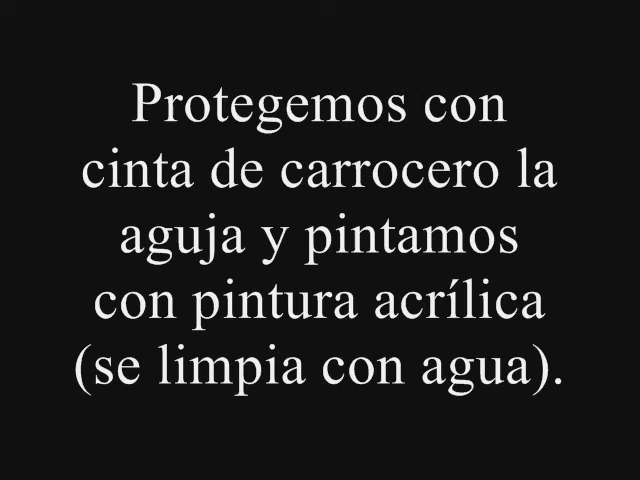 Protegemos con
cinta de carrocero la
aguja y pintamos
con pintura acrílica
(se limpia con agua).